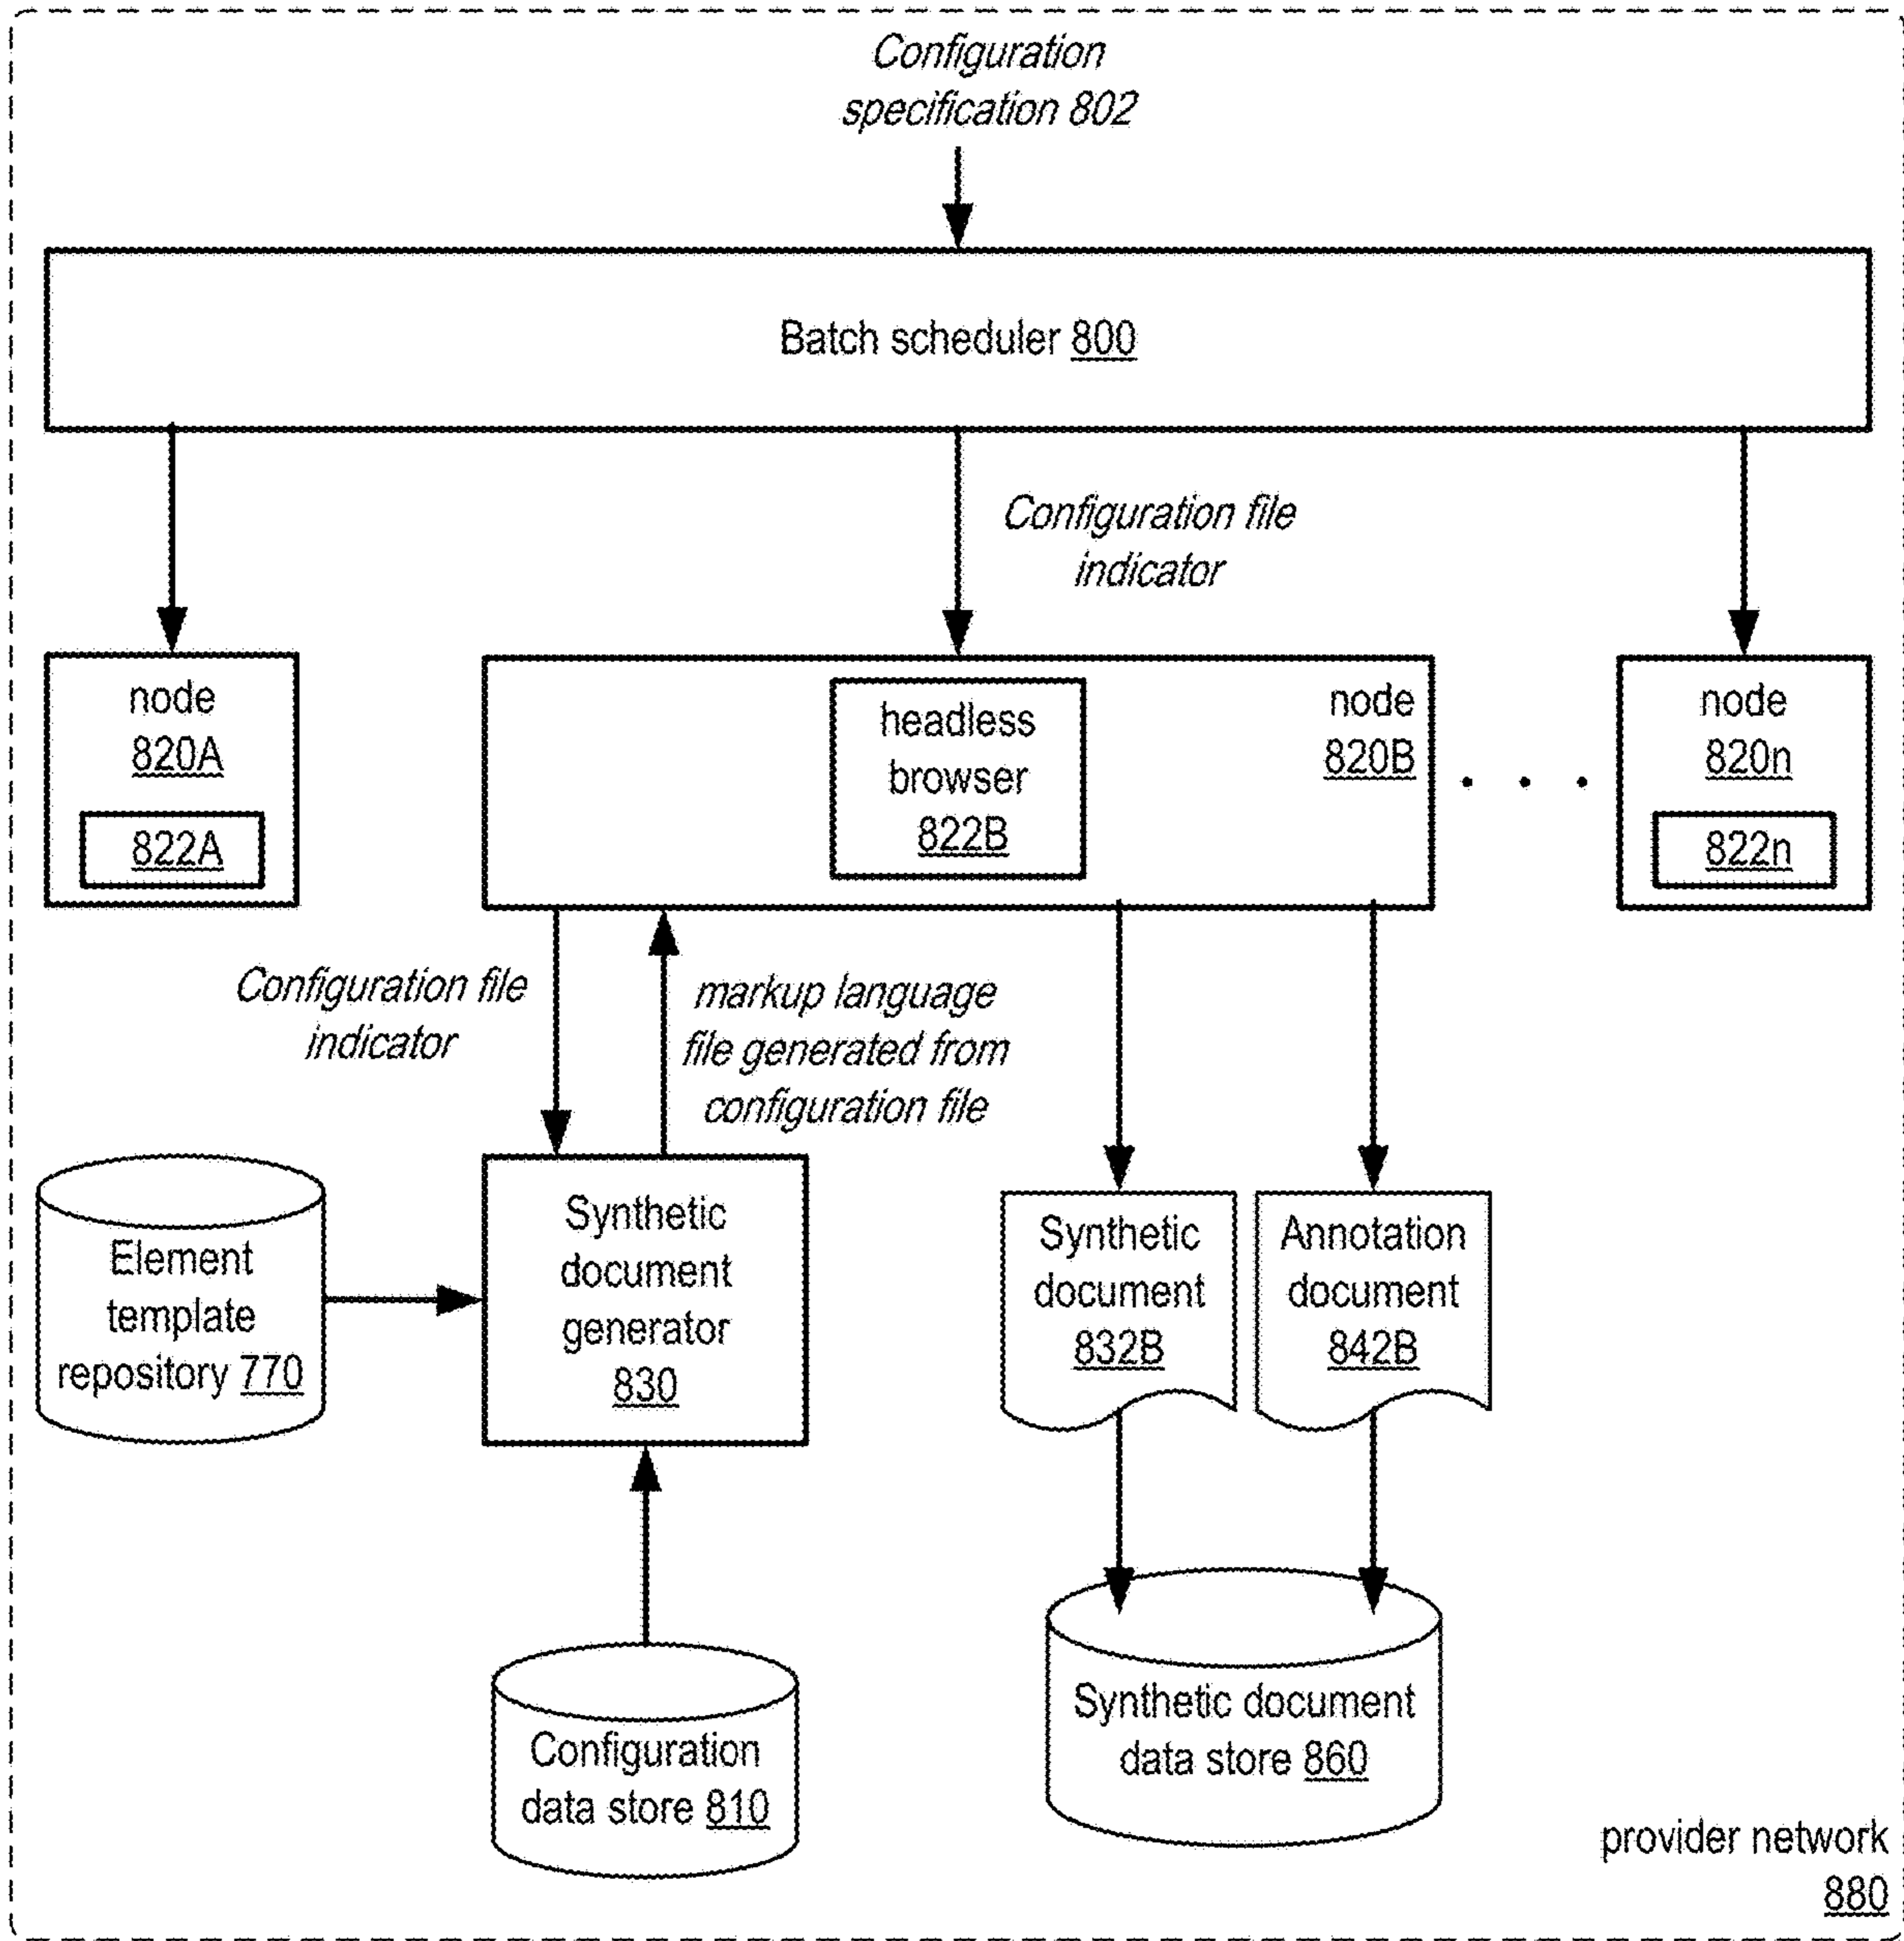 Configuration
specification 802
Batch scheduler 800
Configuration file
indicator
node
820A
822A
headless
browser
822B
node
820B
. . .
node
820n
822n
Configuration file
indicator
markup language
file generated from
configuration file
Element
template
repository 770
Synthetic
document
generator
830
Synthetic
document
832B
Annotation
document
842B
Configuration
data store 810
Synthetic document
data store 860
provider network
880